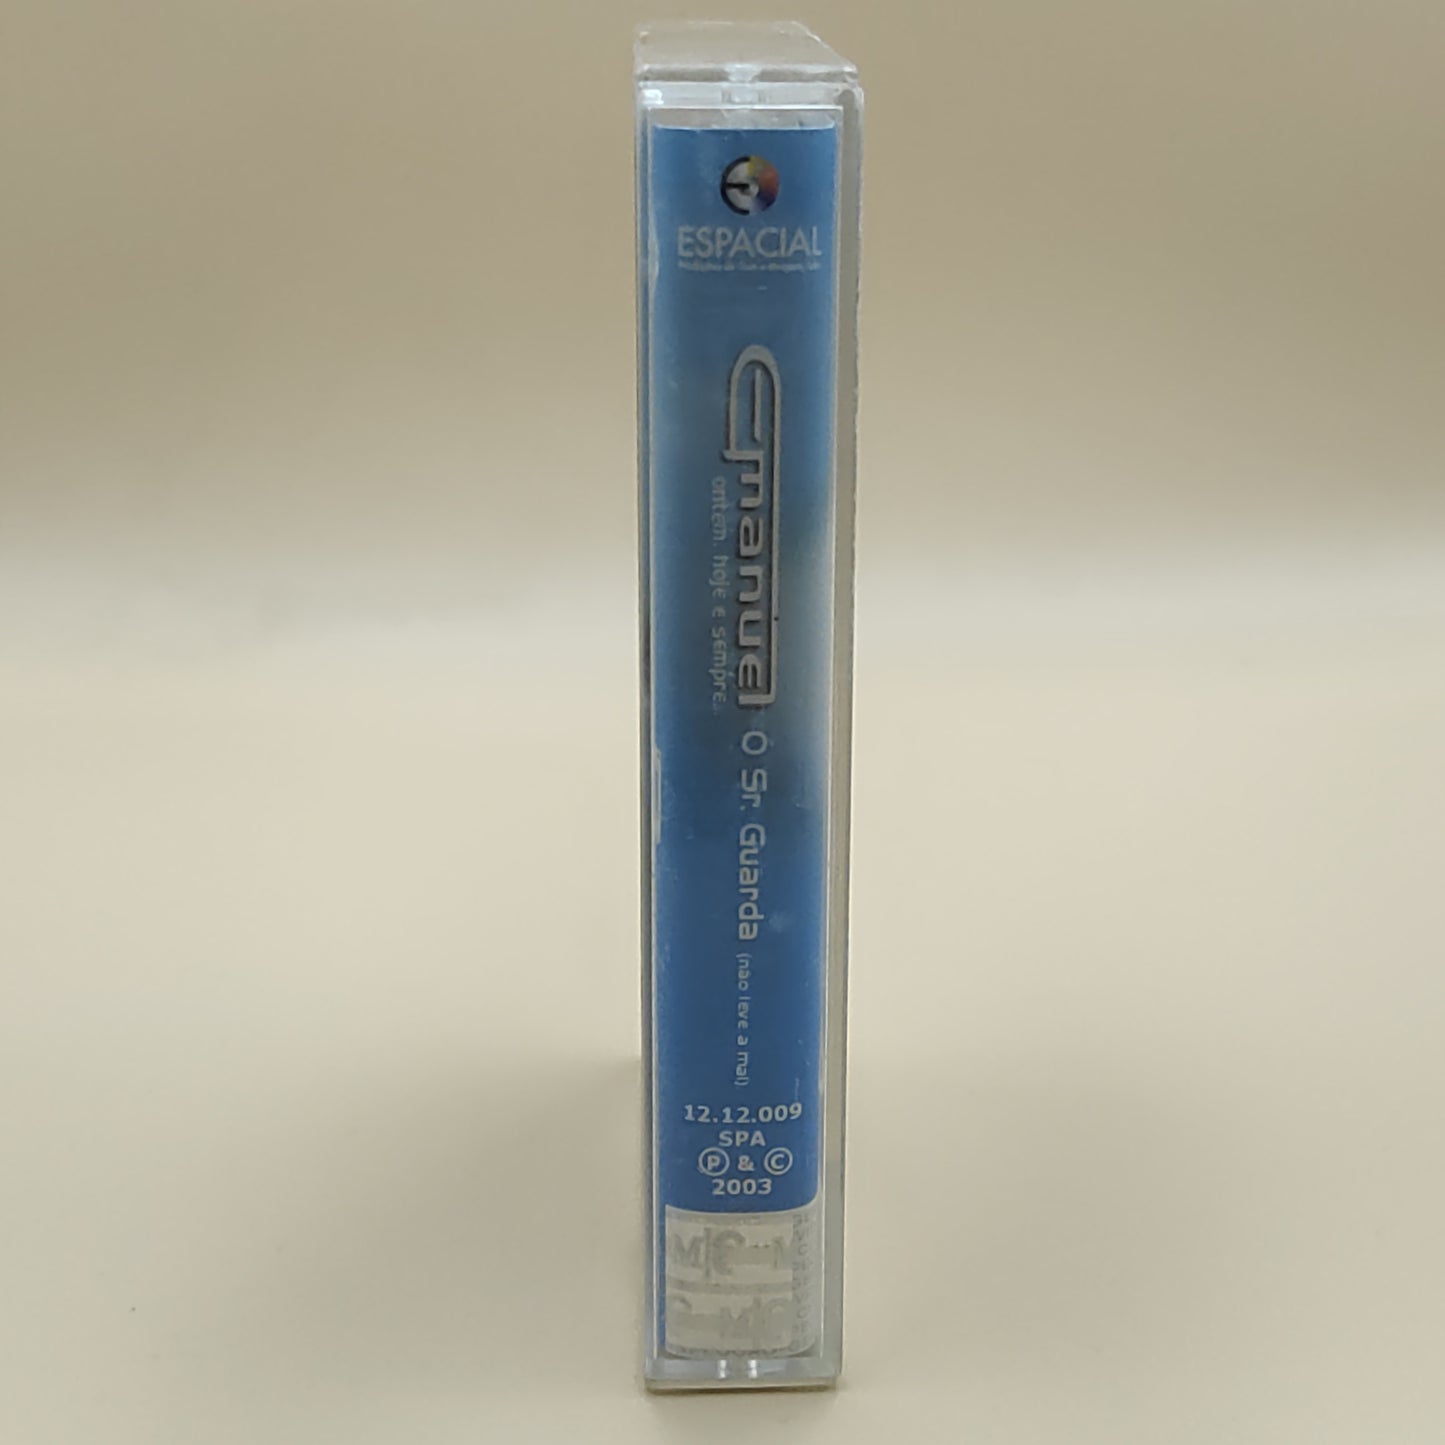 ESPACIAL
Emanuel
ontem, hoje e sempre...
Ó Sr. Guarda (não leve a mal)
12.12.009
SPA
Ⓟ & Ⓒ
2003